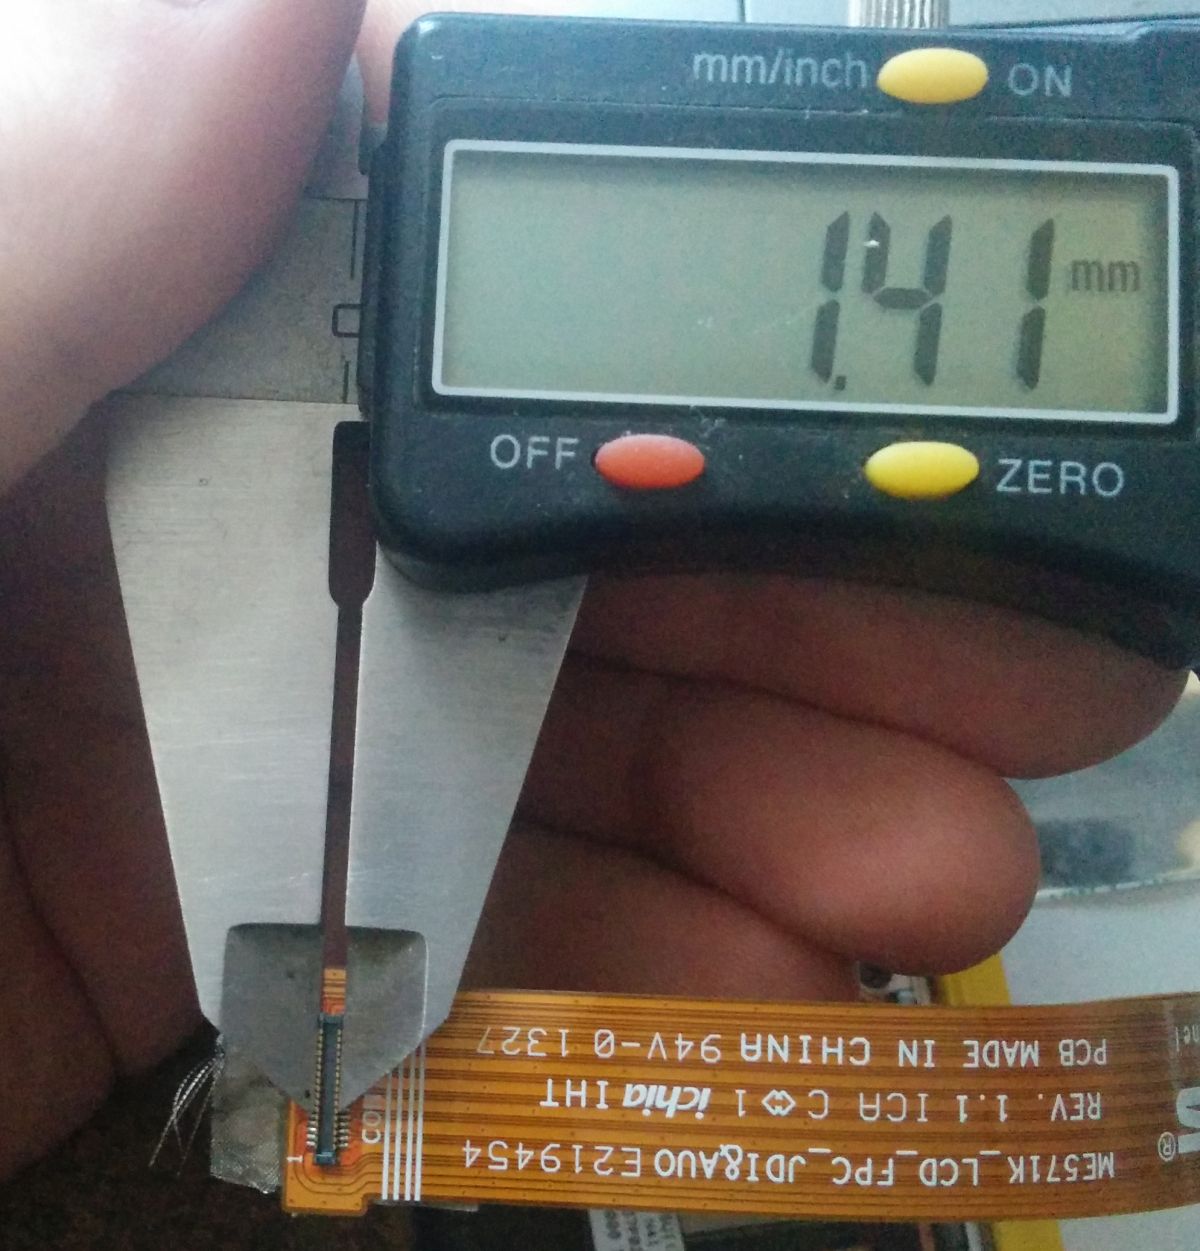 mm/inch ON
1.41 mm
OFF ZERO
ME571K_LCD_FPC_JDI&AUO E219454
REV. 1.1 ICA C 1 ichia IHT
PCB MADE IN CHINA 94V-0 1327
1
®